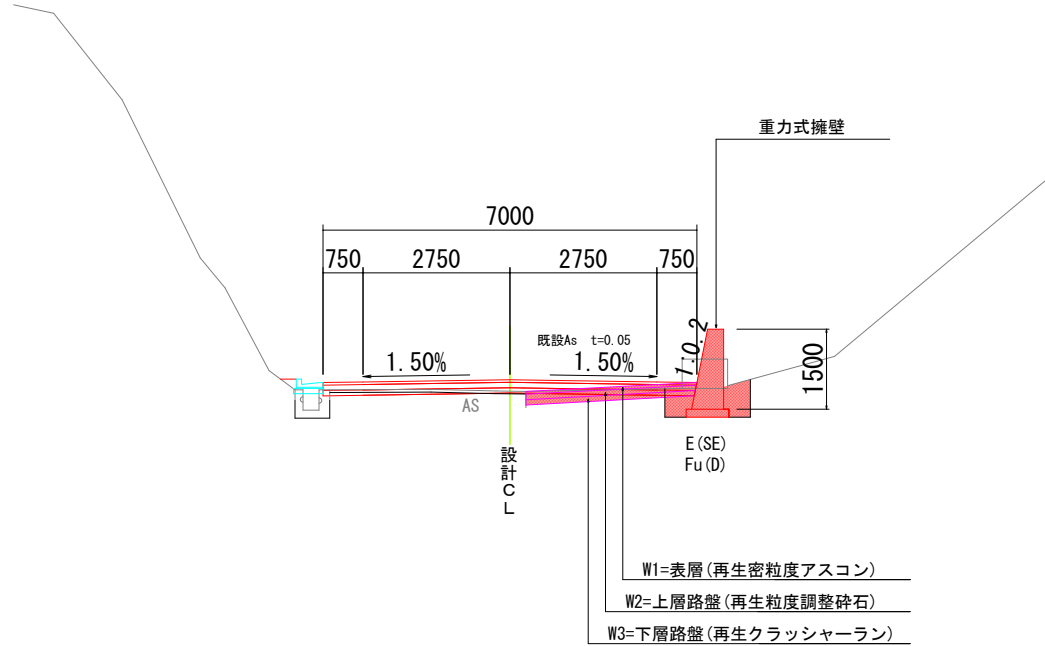 重力式擁壁
7000
750
2750
2750
750
既設As t=0.05
1.50%
1.50%
1:0.2
1500
AS
E(SE)
Fu(D)
設計CL
W1=表層(再生密粒度アスコン)
W2=上層路盤(再生粒度調整砕石)
W3=下層路盤(再生クラッシャーラン)